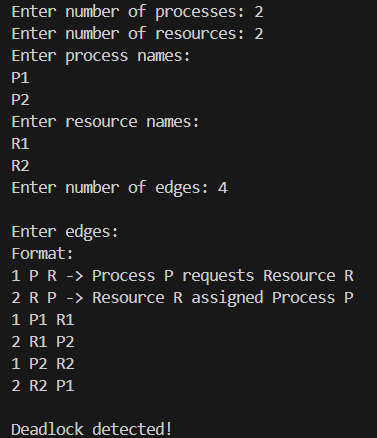 Enter number of processes: 2
Enter number of resources: 2
Enter process names:
P1
P2
Enter resource names:
R1
R2
Enter number of edges: 4
Enter edges:
Format:
1 P R -> Process P requests Resource R
2 R P -> Resource R assigned Process P
1 P1 R1
2 R1 P2
1 P2 R2
2 R2 P1
Deadlock detected!